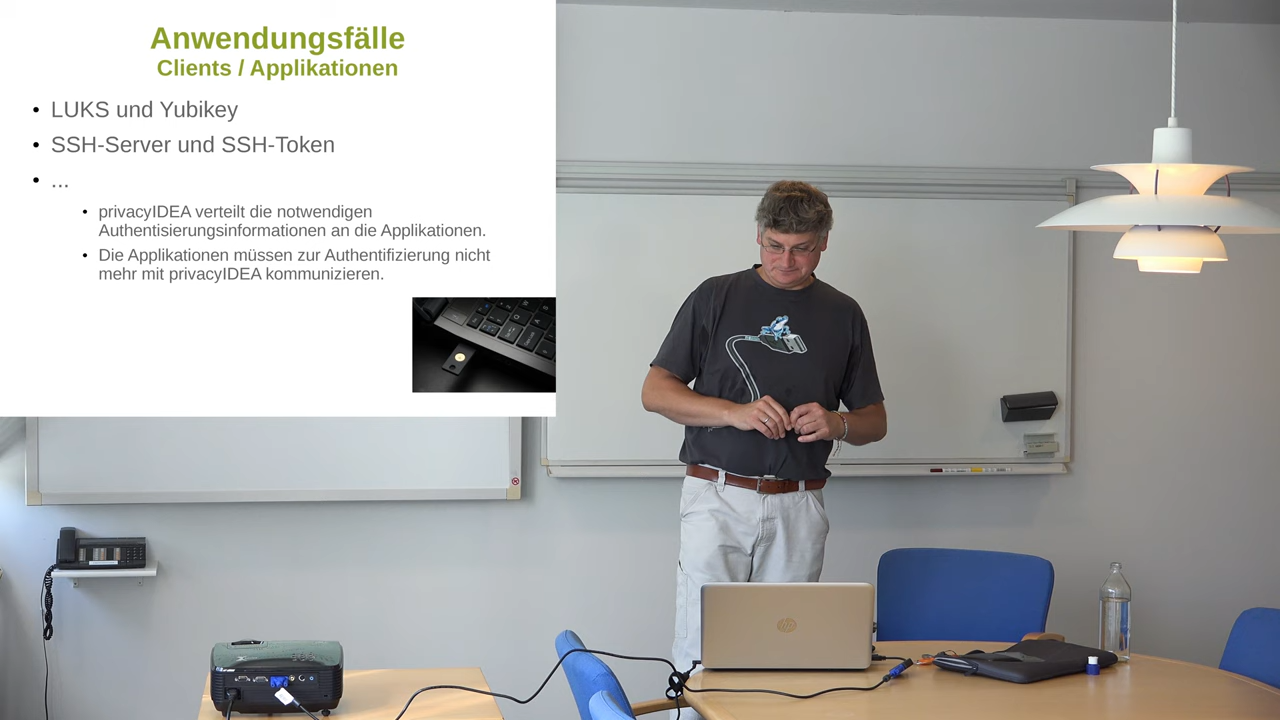 Anwendungsfälle
Clients / Applikationen
• LUKS und Yubikey
• SSH-Server und SSH-Token
• ...
• privacyIDEA verteilt die notwendigen
Authentisierungsinformationen an die Applikationen.
• Die Applikationen müssen zur Authentifizierung nicht
mehr mit privacyIDEA kommunizieren.
hp